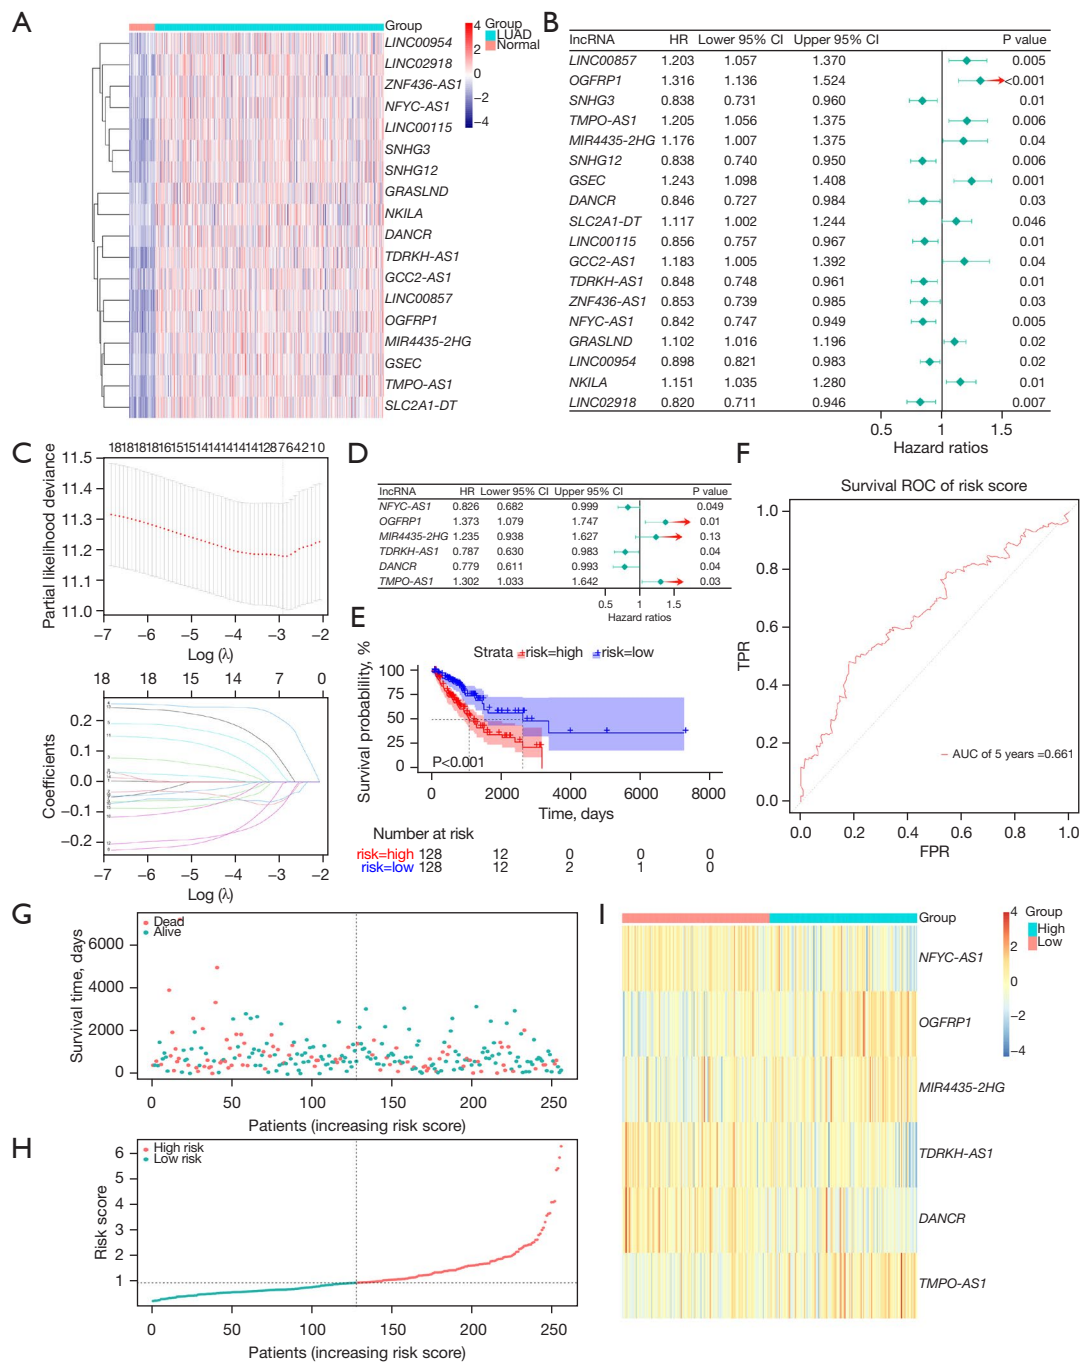 A
Group
4
2
0
−2
−4
Group
LUAD
Normal
LINC00954
LINC02918
ZNF436-AS1
NFYC-AS1
LINC00115
SNHG3
SNHG12
GRASLND
NKILA
DANCR
TDRKH-AS1
GCC2-AS1
LINC00857
OGFRP1
MIR4435-2HG
GSEC
TMPO-AS1
SLC2A1-DT
B
lncRNA HR Lower 95% CI Upper 95% CI P value
LINC00857 1.203 1.057 1.370 0.005
OGFRP1 1.316 1.136 1.524 <0.001
SNHG3 0.838 0.731 0.960 0.01
TMPO-AS1 1.205 1.056 1.375 0.006
MIR4435-2HG 1.176 1.007 1.375 0.04
SNHG12 0.838 0.740 0.950 0.006
GSEC 1.243 1.098 1.408 0.001
DANCR 0.846 0.727 0.984 0.03
SLC2A1-DT 1.117 1.002 1.244 0.046
LINC00115 0.856 0.757 0.967 0.01
GCC2-AS1 1.183 1.005 1.392 0.04
TDRKH-AS1 0.848 0.748 0.961 0.01
ZNF436-AS1 0.853 0.739 0.985 0.03
NFYC-AS1 0.842 0.747 0.949 0.005
GRASLND 1.102 1.016 1.196 0.02
LINC00954 0.898 0.821 0.983 0.02
NKILA 1.151 1.035 1.280 0.01
LINC02918 0.820 0.711 0.946 0.007
0.5 1 1.5
Hazard ratios
C
1818181816151514141414128764210
Partial likelihood deviance
11.5
11.4
11.3
11.2
11.1
11.0
−7 −6 −5 −4 −3 −2
Log (λ)
18 18 15 14 7 0
Coefficients
0.2
0.1
0.0
−0.1
−0.2
−7 −6 −5 −4 −3 −2
Log (λ)
D
lncRNA HR Lower 95% CI Upper 95% CI P value
NFYC-AS1 0.826 0.682 0.999 0.049
OGFRP1 1.373 1.079 1.747 0.01
MIR4435-2HG 1.235 0.938 1.627 0.13
TDRKH-AS1 0.787 0.630 0.983 0.04
DANCR 0.779 0.611 0.993 0.04
TMPO-AS1 1.302 1.033 1.642 0.03
0.5 1 1.5
Hazard ratios
E
Strata risk=high risk=low
Survival probablility, %
100
75
50
25
0
P<0.001
0 2000 4000 6000 8000
Time, days
Number at risk
risk=high 128 12 0 0 0
risk=low 128 12 2 1 0
F
Survival ROC of risk score
TPR
1.0
0.8
0.6
0.4
0.2
0.0
AUC of 5 years =0.661
0.0 0.2 0.4 0.6 0.8 1.0
FPR
G
Dead
Alive
Survival time, days
6000
4000
2000
0
0 50 100 150 200 250
Patients (increasing risk score)
H
High risk
Low risk
Risk score
6
5
4
3
2
1
0 50 100 150 200 250
Patients (increasing risk score)
I
Group
4
2
0
−2
−4
Group
High
Low
NFYC-AS1
OGFRP1
MIR4435-2HG
TDRKH-AS1
DANCR
TMPO-AS1